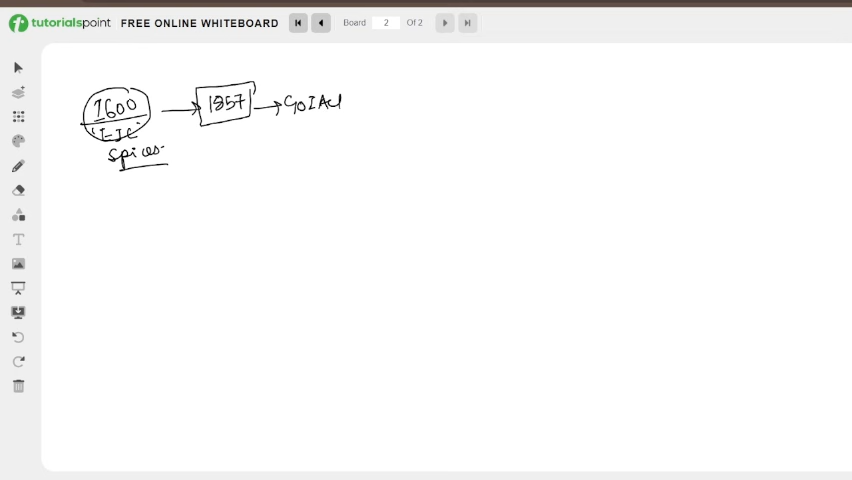 tutorialspoint FREE ONLINE WHITEBOARD Board 2 Of 2
1600 1857 GOI Act
Spices